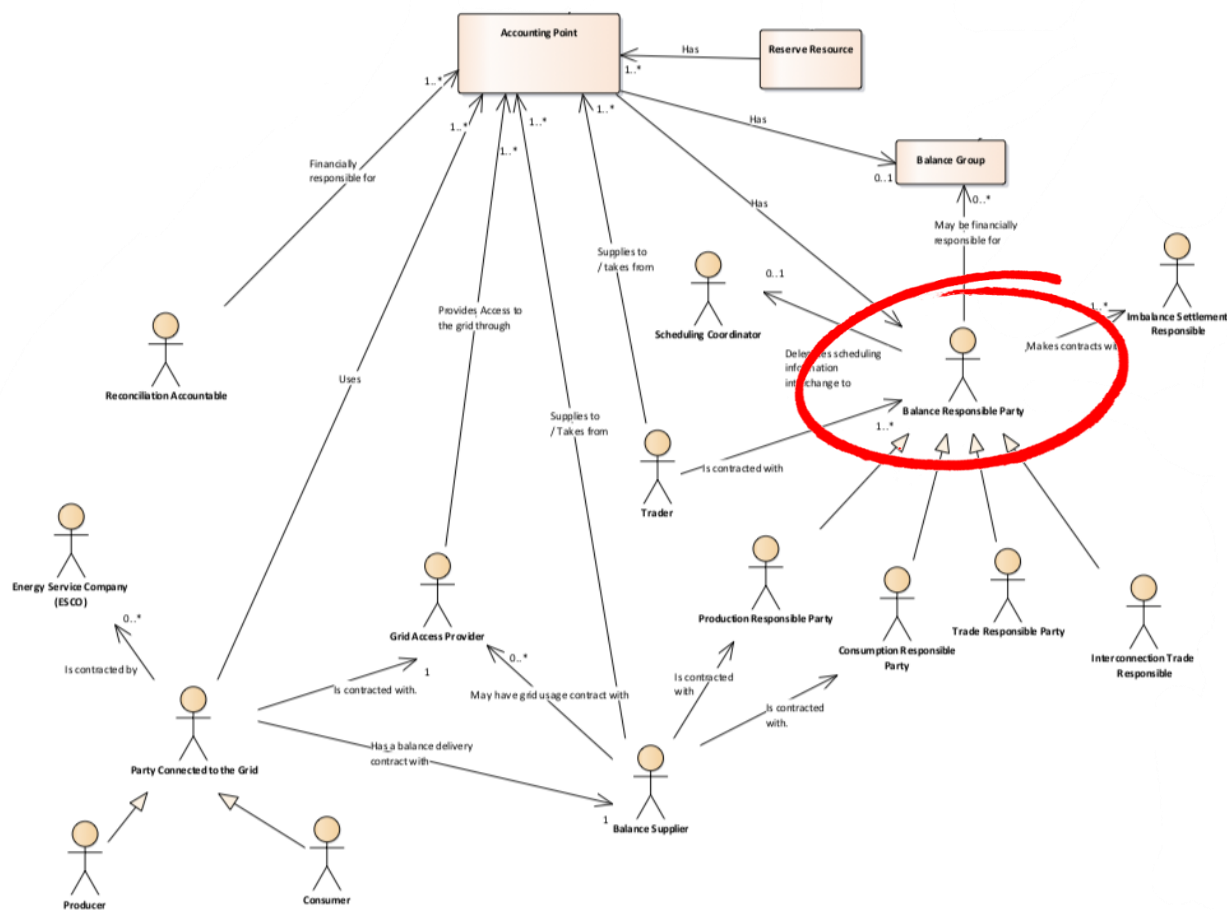 Accounting Point
Has
Reserve Resource
1..*
1..*
1..*
1..*
1..*
1..*
Has
Balance Group
0..1
0..*
Financially
responsible for
Has
May be financially
responsible for
Supplies to
/ takes from
0..1
Scheduling Coordinator
1..*
Imbalance Settlement
Responsible
Provides Access to
the grid through
Makes contracts wi
Delegates scheduling
information
interchange to
Uses
Reconciliation Accountable
Balance Responsible Party
1..*
Supplies to
/ Takes from
Is contracted with
Trader
Energy Service Company
(ESCO)
0..*
Production Responsible Party
Trade Responsible Party
Grid Access Provider
Consumption Responsible
Party
Interconnection Trade
Responsible
0..*
1
Is contracted by
Is contracted
with
Is contracted with.
May have grid usage contract with
Is contracted
with.
Has a balance delivery
contract with
Party Connected to the Grid
1
Balance Supplier
Producer
Consumer